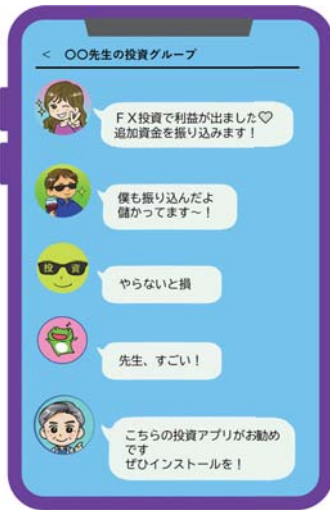 < 〇〇先生の投資グループ
FX投資で利益が出ました♡
追加資金を振り込みます！
僕も振り込んだよ
儲かってます～！
投 資
やらないと損
先生、すごい！
こちらの投資アプリがお勧め
です
ぜひインストールを！